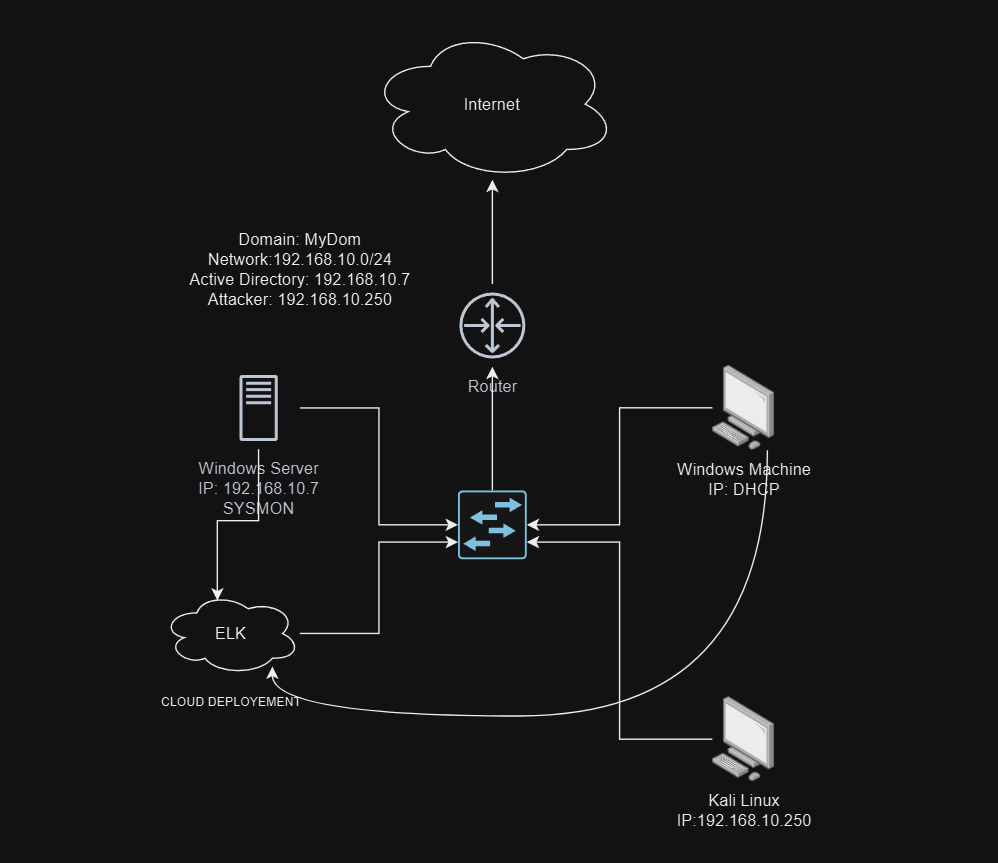 Internet
Domain: MyDom
Network:192.168.10.0/24
Active Directory: 192.168.10.7
Attacker: 192.168.10.250
Router
Windows Server
IP: 192.168.10.7
SYSMON
Windows Machine
IP: DHCP
ELK
CLOUD DEPLOYEMENT
Kali Linux
IP:192.168.10.250